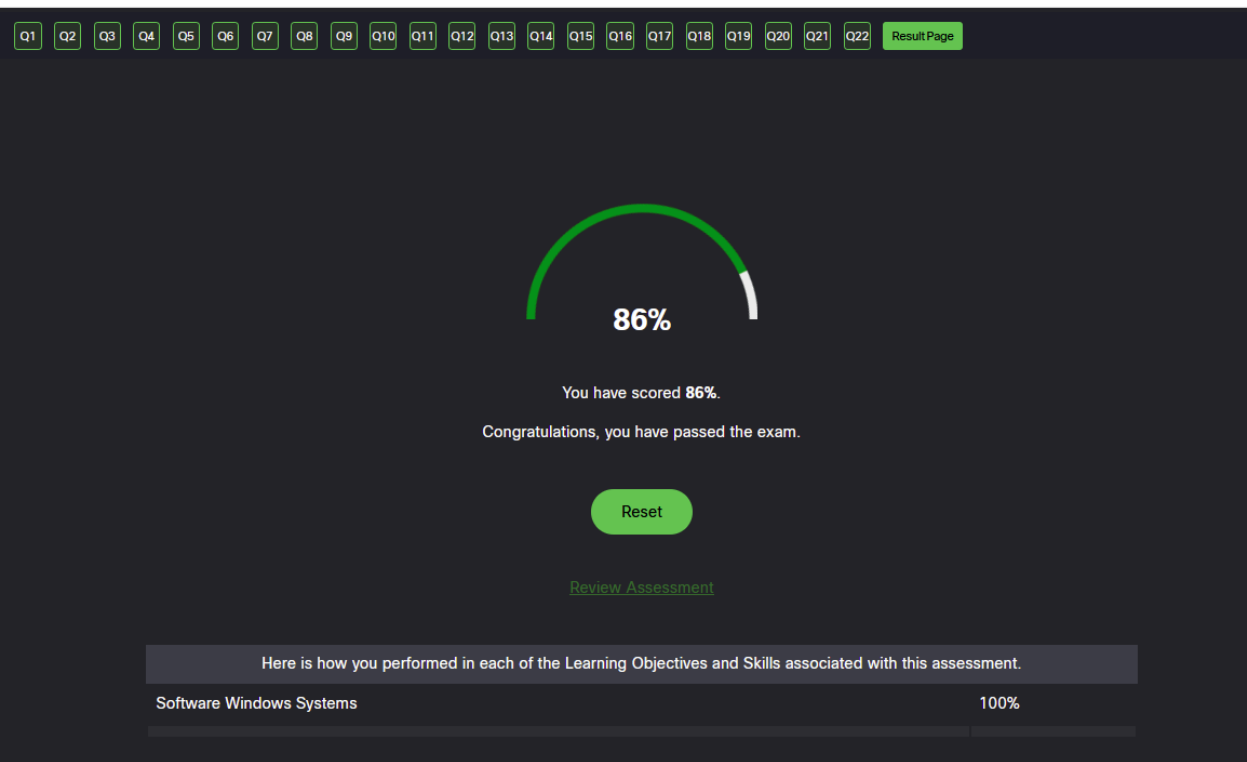 Q1 Q2 Q3 Q4 Q5 Q6 Q7 Q8 Q9 Q10 Q11 Q12 Q13 Q14 Q15 Q16 Q17 Q18 Q19 Q20 Q21 Q22 Result Page
86%
You have scored 86%.
Congratulations, you have passed the exam.
Reset
Review Assessment
Here is how you performed in each of the Learning Objectives and Skills associated with this assessment.
Software Windows Systems 100%